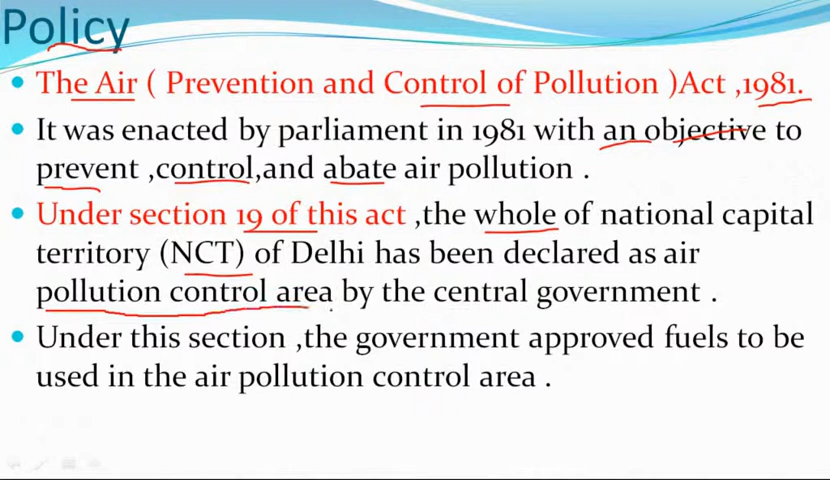 Policy
The Air ( Prevention and Control of Pollution )Act ,1981.
It was enacted by parliament in 1981 with an objective to
prevent ,control,and abate air pollution .
Under section 19 of this act ,the whole of national capital
territory (NCT) of Delhi has been declared as air
pollution control area by the central government .
Under this section ,the government approved fuels to be
used in the air pollution control area .